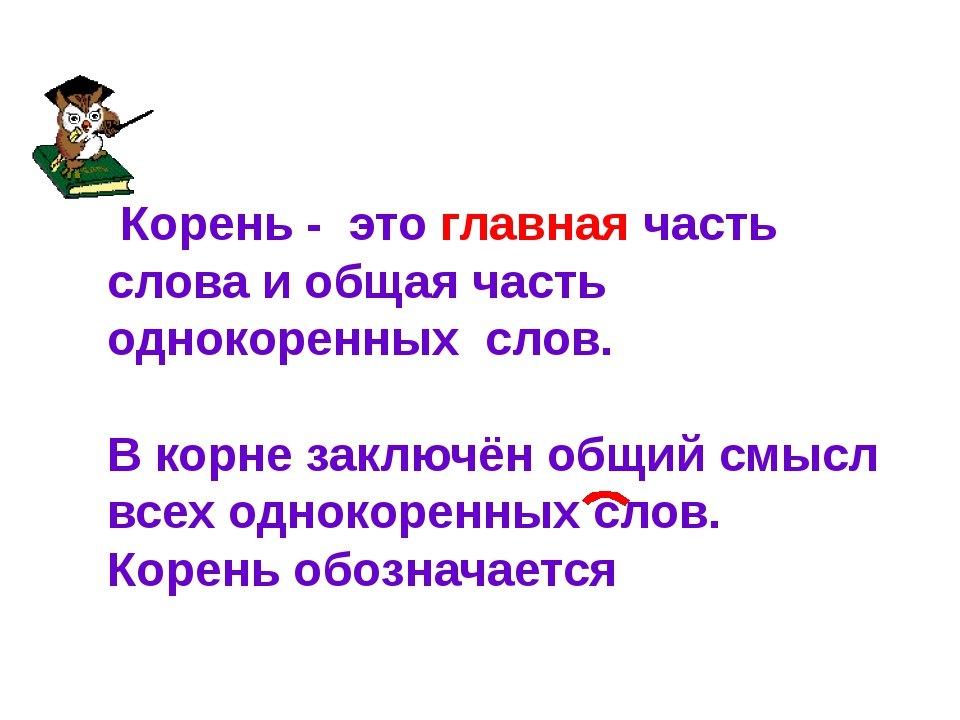 Корень - это главная часть
слова и общая часть
однокоренных слов.
В корне заключён общий смысл
всех однокоренных слов.
Корень обозначается